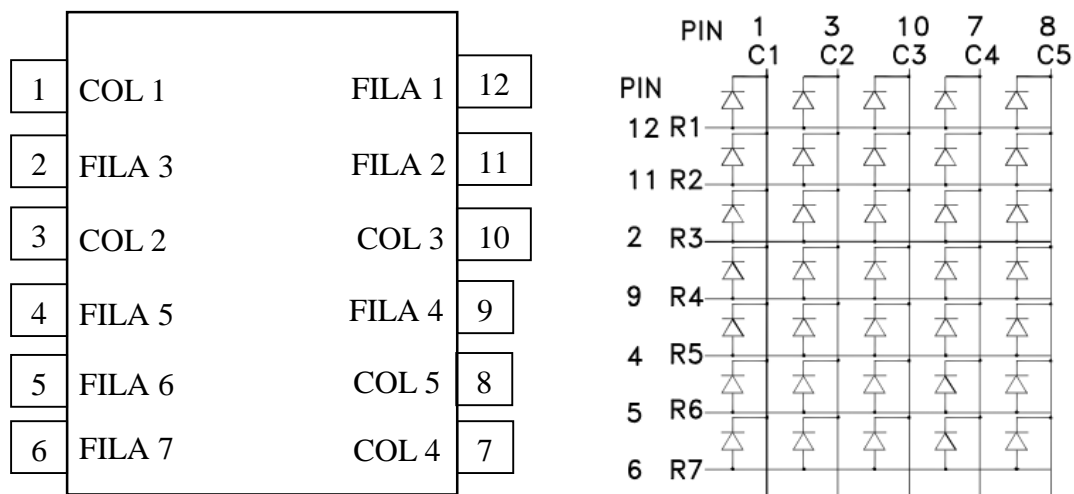 1 COL 1 FILA 1 12
2 FILA 3 FILA 2 11
3 COL 2 COL 3 10
4 FILA 5 FILA 4 9
5 FILA 6 COL 5 8
6 FILA 7 COL 4 7
PIN 1 3 10 7 8
C1 C2 C3 C4 C5
PIN
12 R1
11 R2
2 R3
9 R4
4 R5
5 R6
6 R7